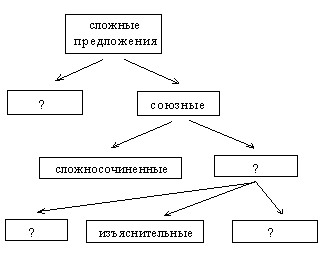 сложные
предложения
?
союзные
сложносочиненные
?
?
изъяснительные
?